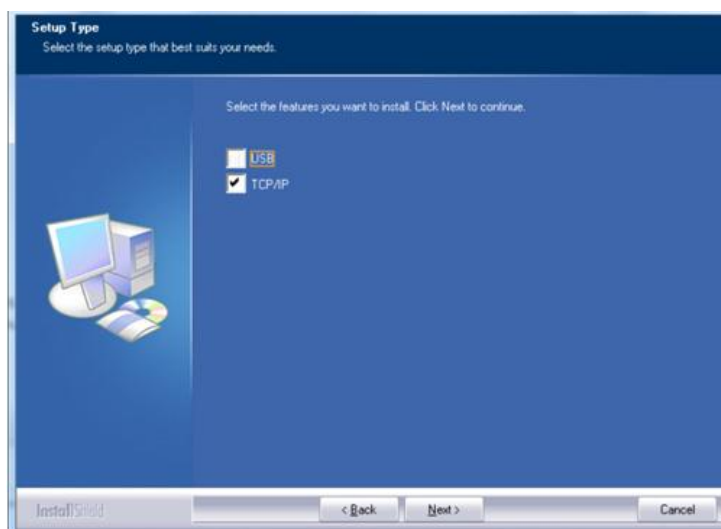 Setup Type
Select the setup type that best suits your needs.
Select the features you want to install. Click Next to continue.
USB
TCP/IP
InstallShield
< Back
Next >
Cancel